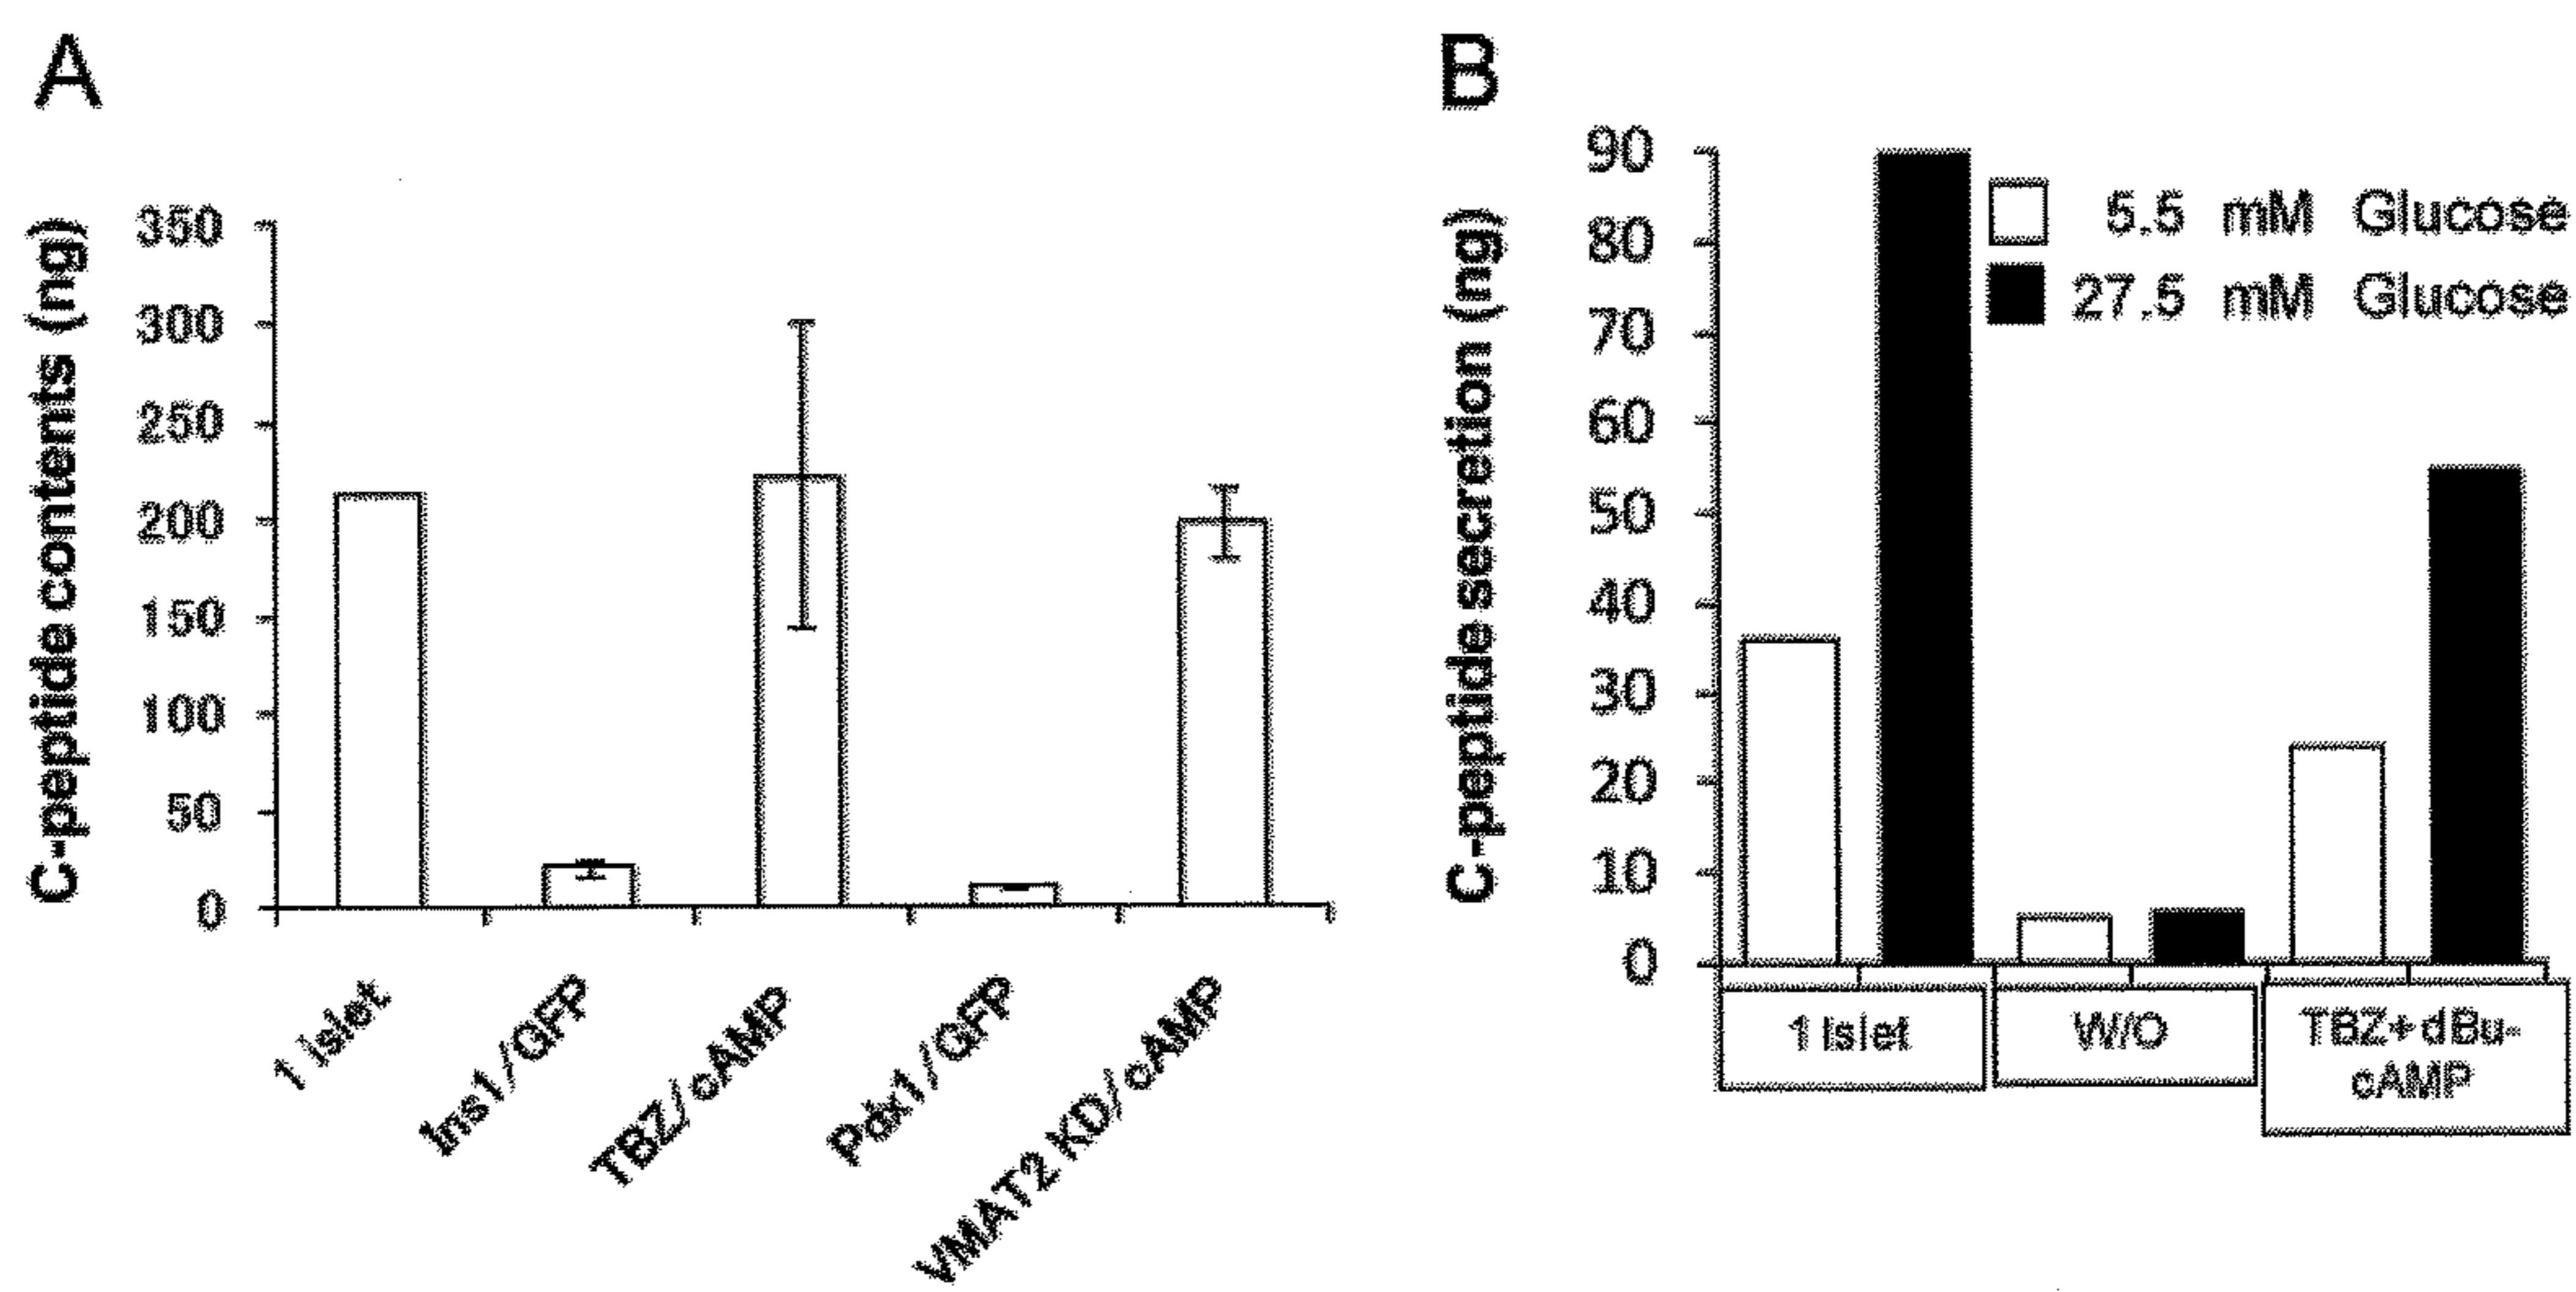 A
C-peptide contents (ng)
350
300
250
200
150
100
50
0
1 islet
Ins1/GFP
TBZ/cAMP
Pdx1/GFP
VMAT2 KD/cAMP
B
C-peptide secretion (ng)
90
80
70
60
50
40
30
20
10
0
5.5 mM Glucose
27.5 mM Glucose
1 Islet
W/O
TBZ+dBu-
cAMP